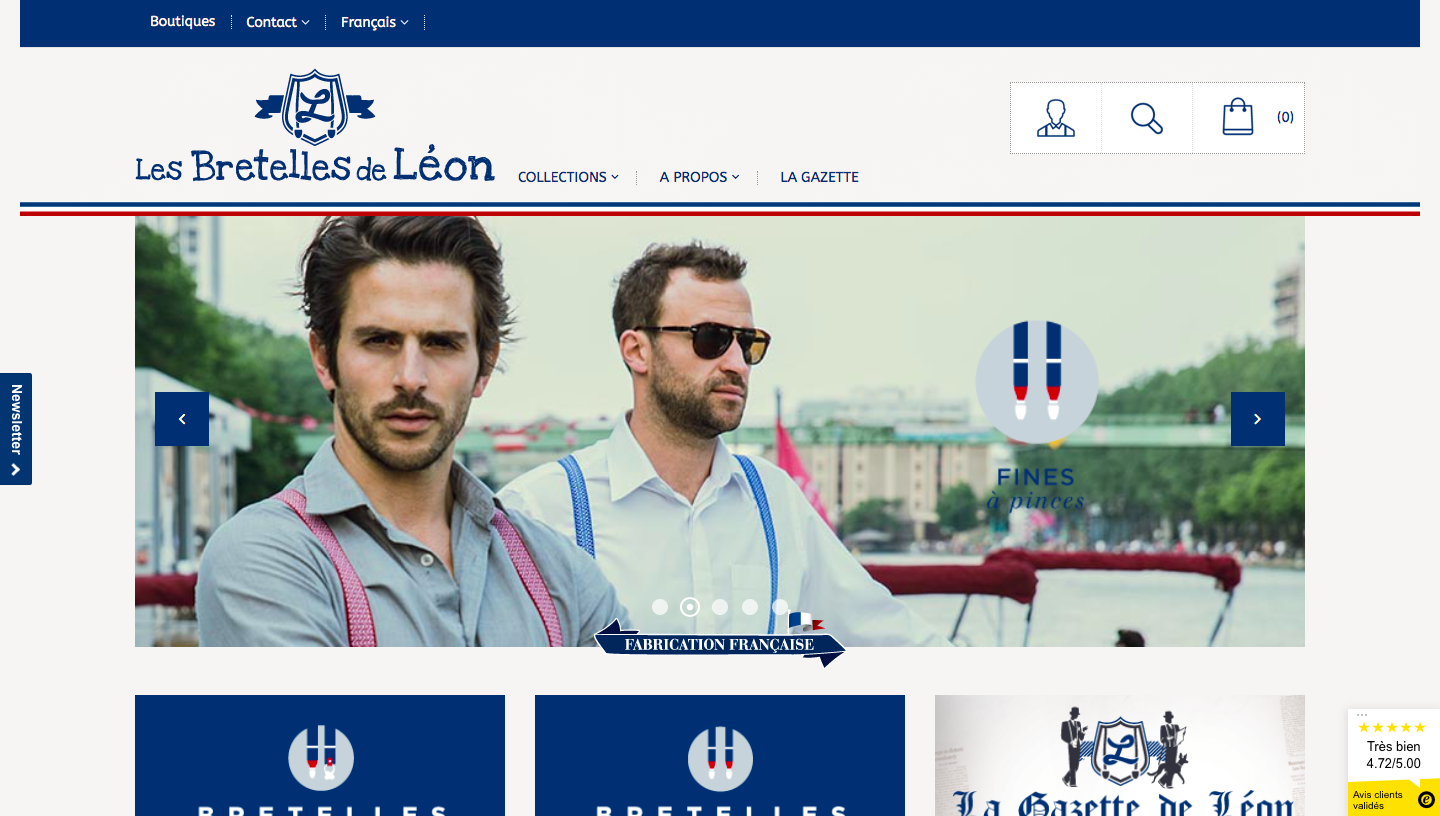 Boutiques
Contact
Français
Les Bretelles de Léon
(0)
COLLECTIONS
A PROPOS
LA GAZETTE
Newsletter
FINES
à pinces
FABRICATION FRANÇAISE
BRETELLES
BRETELLES
La Gazette de Léon
Très bien
4.72/5.00
Avis clients
validés